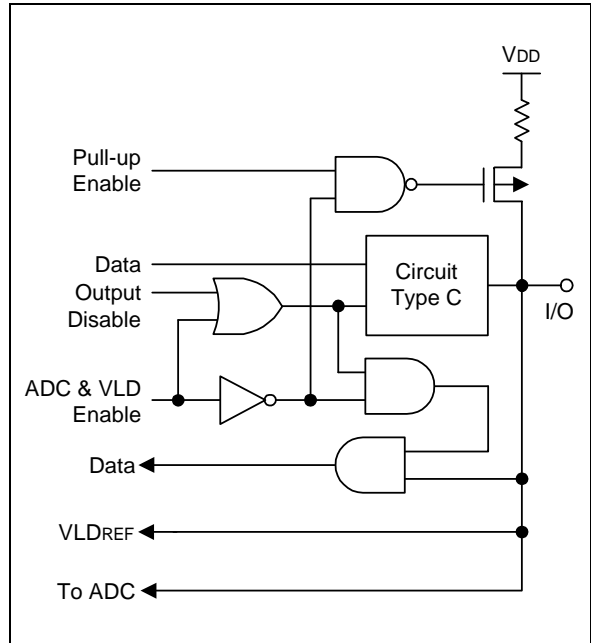 VDD
Pull-up
Enable
Data
Output
Disable
Circuit
Type C
I/O
ADC & VLD
Enable
Data
VLDREF
To ADC